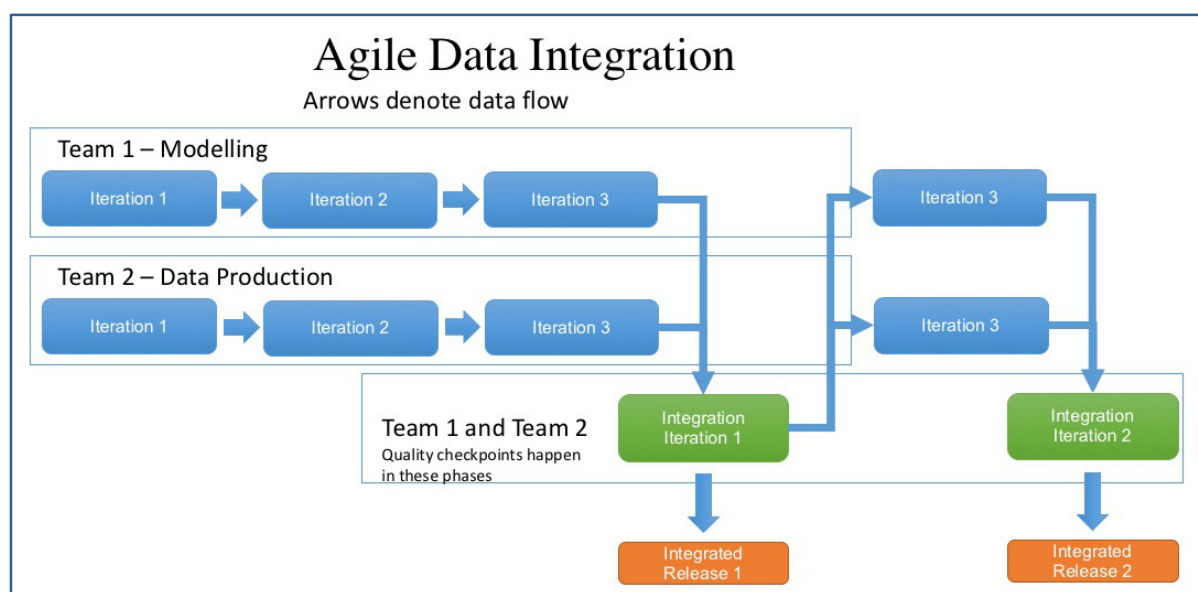 Agile Data Integration
Arrows denote data flow
Team 1 – Modelling
Iteration 1
Iteration 2
Iteration 3
Iteration 3
Team 2 – Data Production
Iteration 1
Iteration 2
Iteration 3
Iteration 3
Team 1 and Team 2
Quality checkpoints happen
in these phases
Integration
Iteration 1
Integration
Iteration 2
Integrated
Release 1
Integrated
Release 2